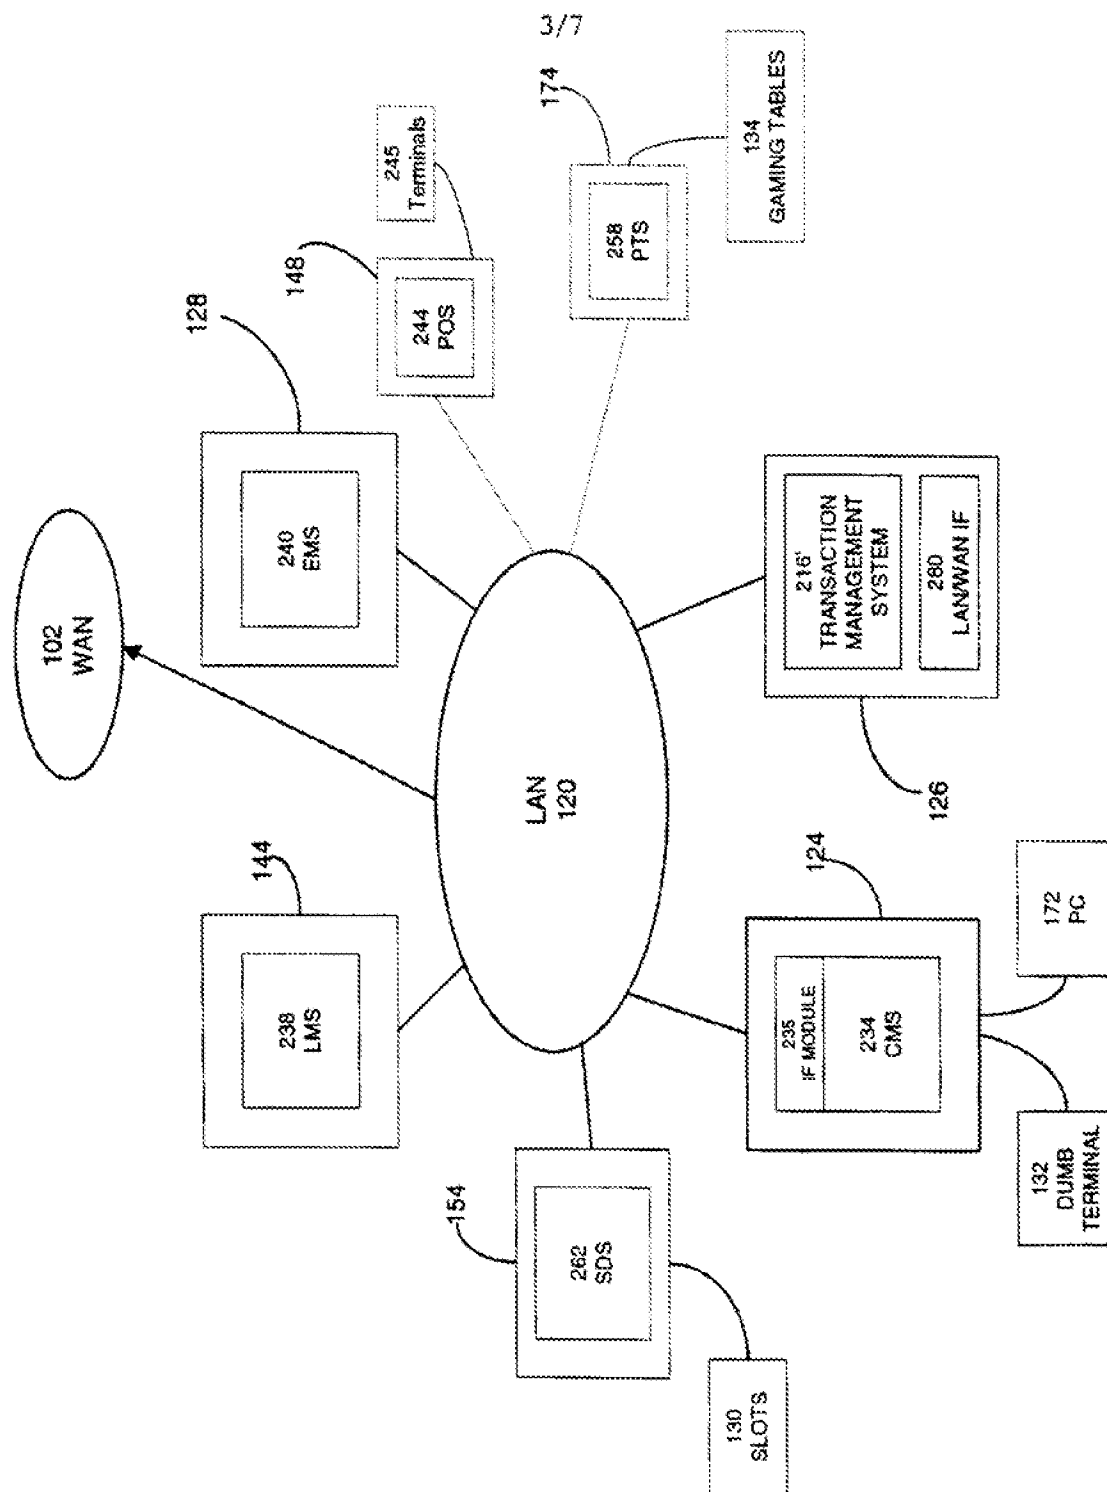 3/7
102
WAN
144
238
LMS
128
240
EMS
148
244
POS
245
Terminals
174
258
PTS
134
GAMING TABLES
LAN
120
154
262
SDS
130
SLOTS
124
235
IF MODULE
234
CMS
132
DUMB
TERMINAL
172
PC
126
216'
TRANSACTION
MANAGEMENT
SYSTEM
280
LAN/WAN IF